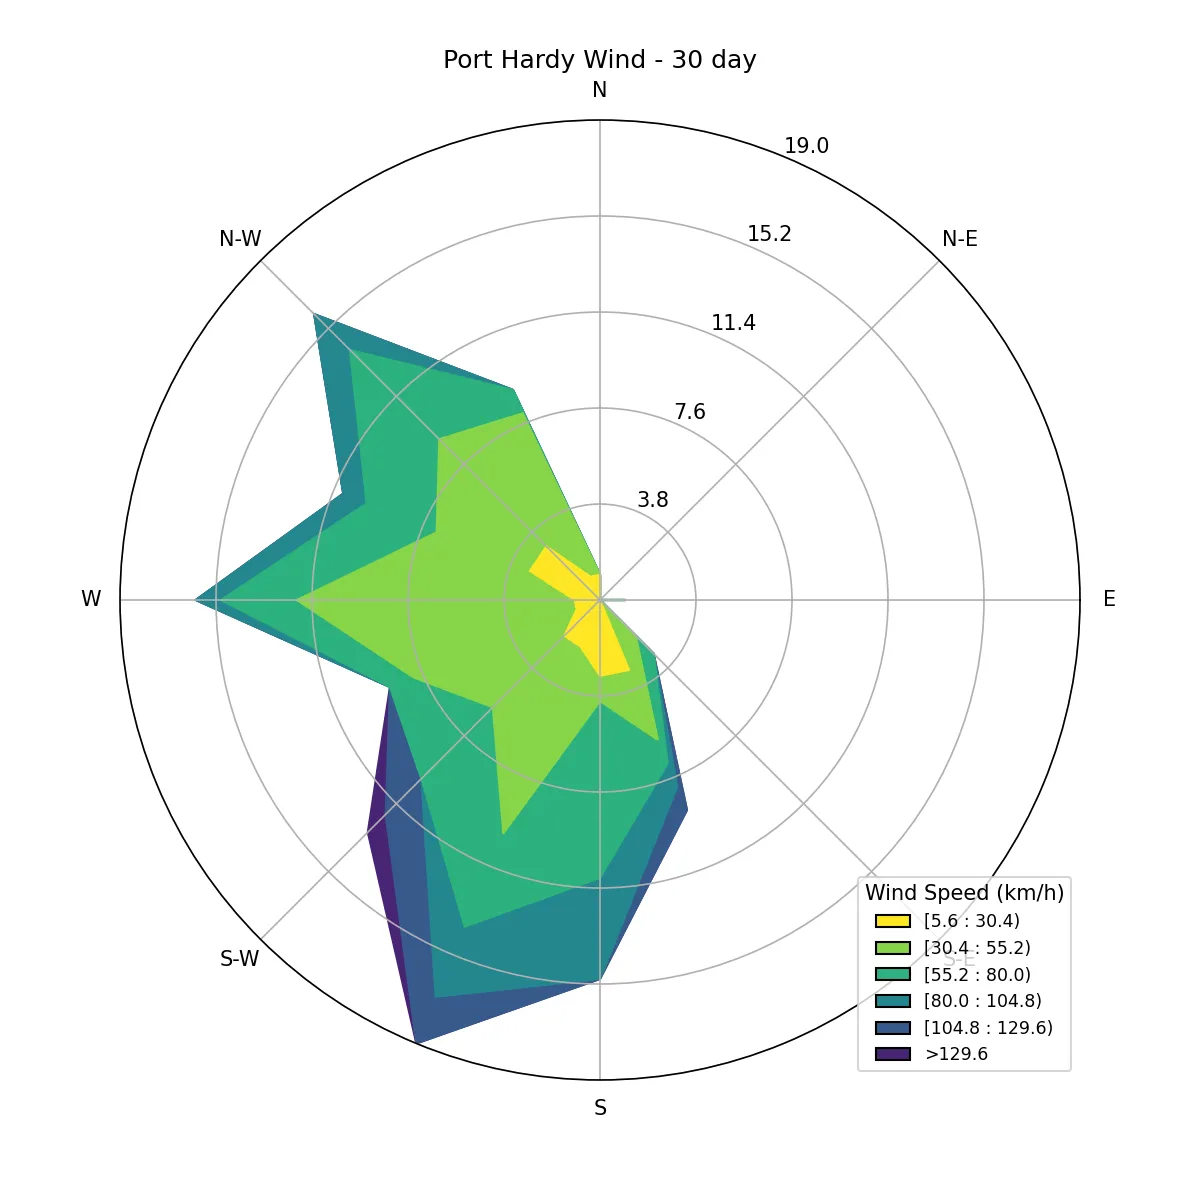 Port Hardy Wind - 30 day
N
19.0
15.2
N-W
N-E
11.4
7.6
3.8
W
E
Wind Speed (km/h)
[5.6 : 30.4)
[30.4 : 55.2)
S-W
S-E
[55.2 : 80.0)
[80.0 : 104.8)
[104.8 : 129.6)
>129.6
S